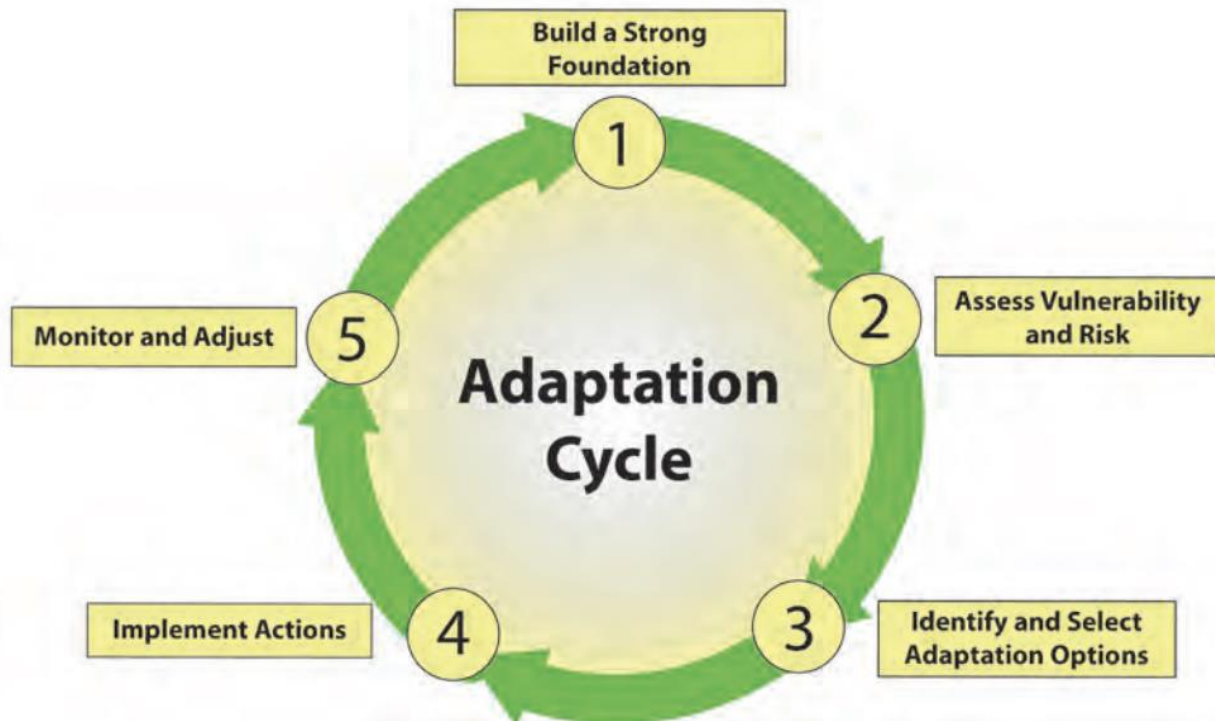 Build a Strong
Foundation
1
2
Assess Vulnerability
and Risk
Monitor and Adjust
5
Adaptation
Cycle
Implement Actions
4
3
Identify and Select
Adaptation Options